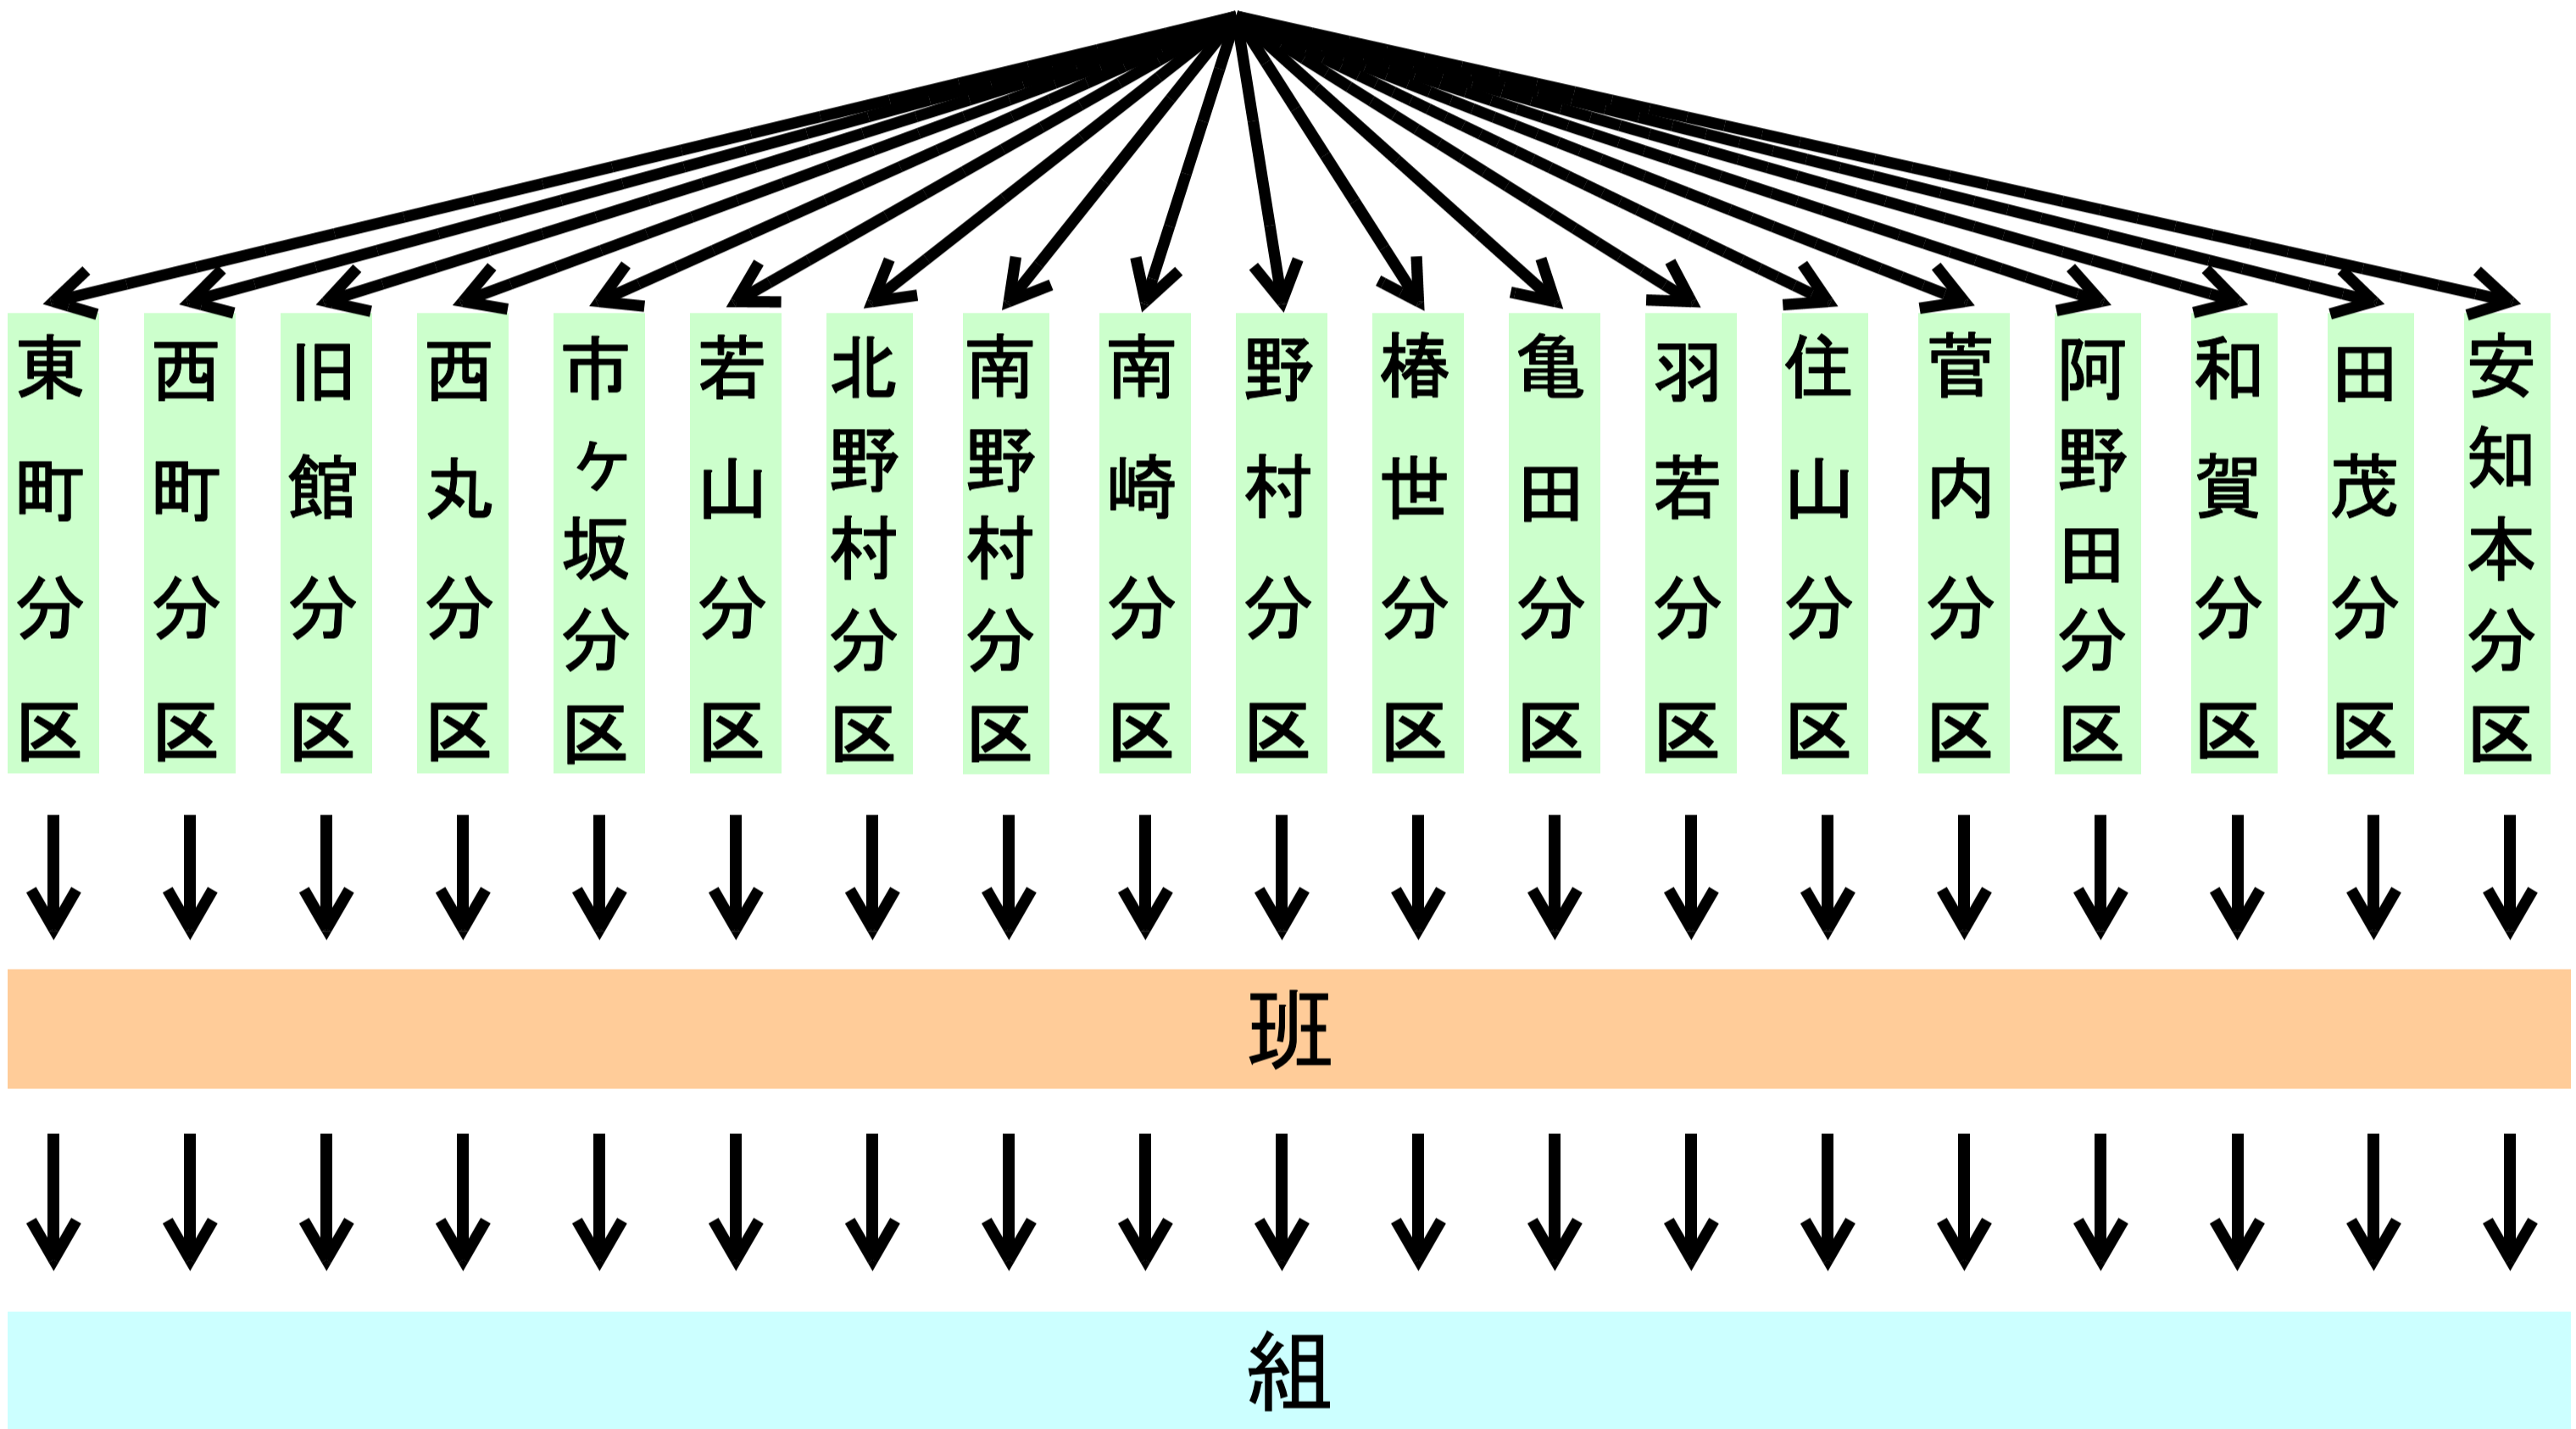 東町分区
西町分区
旧館分区
西丸分区
市ケ坂分区
若山分区
北野村分区
南野村分区
南崎分区
野村分区
椿世分区
亀田分区
羽若分区
住山分区
菅内分区
阿野田分区
和賀分区
田茂分区
安知本分区
班
組